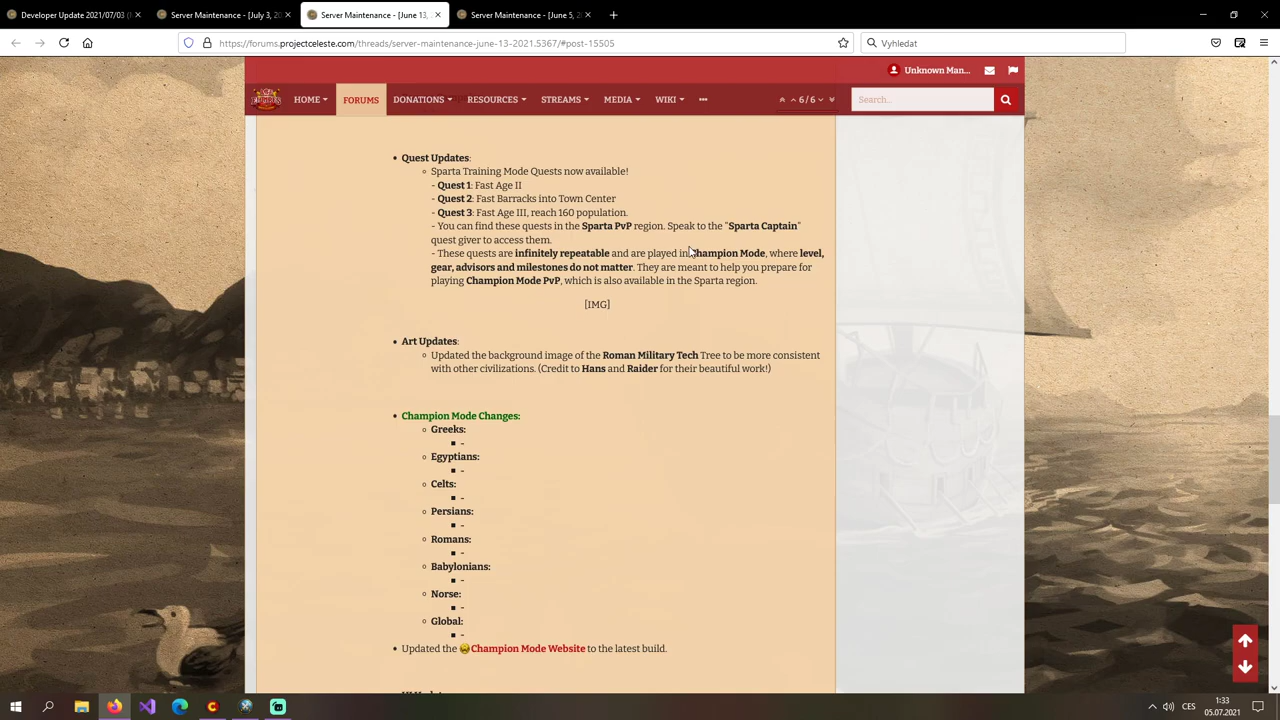 Developer Update 2021/07/03 (
Server Maintenance - [July 3, 20
Server Maintenance - [June 13,
Server Maintenance - [June 5, 2
https://forums.projectceleste.com/threads/server-maintenance-june-13-2021.5367/#post-15505
Vyhledat
Unknown Man...
HOME
FORUMS
DONATIONS
RESOURCES
STREAMS
MEDIA
WIKI
6 / 6
Search...
• Quest Updates:
Sparta Training Mode Quests now available!
- Quest 1: Fast Age II
- Quest 2: Fast Barracks into Town Center
- Quest 3: Fast Age III, reach 160 population.
- You can find these quests in the Sparta PvP region. Speak to the "Sparta Captain"
quest giver to access them.
- These quests are infinitely repeatable and are played in Champion Mode, where level,
gear, advisors and milestones do not matter. They are meant to help you prepare for
playing Champion Mode PvP, which is also available in the Sparta region.
[IMG]
• Art Updates:
Updated the background image of the Roman Military Tech Tree to be more consistent
with other civilizations. (Credit to Hans and Raider for their beautiful work!)
• Champion Mode Changes:
Greeks:
-
Egyptians:
-
Celts:
-
Persians:
-
Romans:
-
Babylonians:
-
Norse:
-
Global:
-
• Updated the Champion Mode Website to the latest build.
CES
1:33
05.07.2021